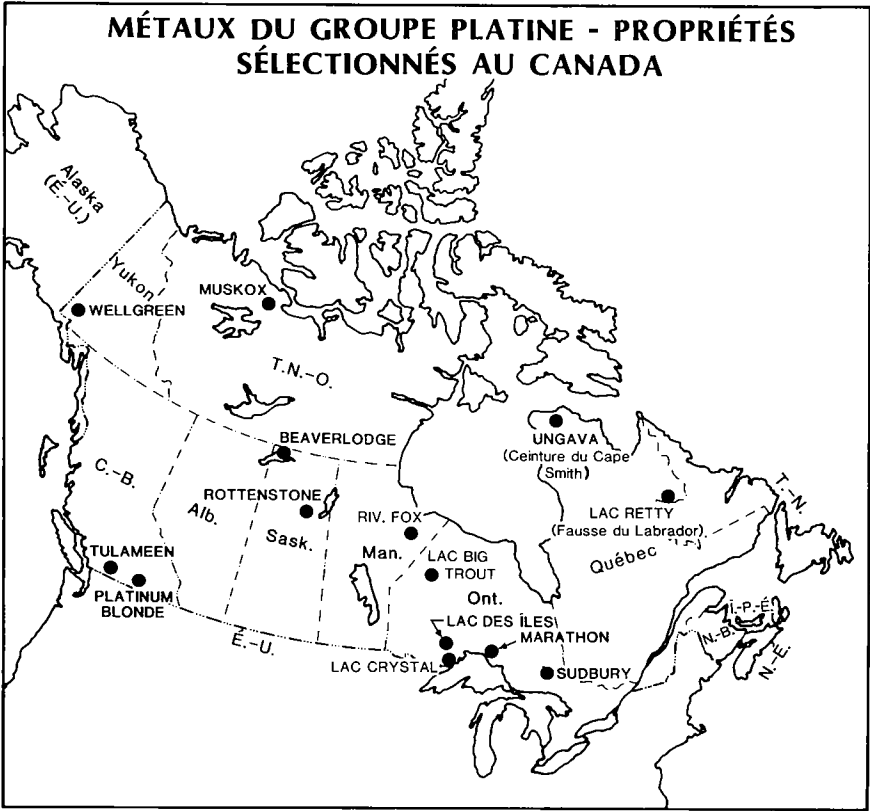 MÉTAUX DU GROUPE PLATINE - PROPRIÉTÉS
SÉLECTIONNÉS AU CANADA
Alaska
(É.-U.)
Yukon
WELLGREEN
MUSKOX
T.N.-O.
C.-B.
BEAVERLODGE
UNGAVA
(Ceinture du Cape
(Smith)
ROTTENSTONE
Alb.
Sask.
RIV. FOX
Man.
LAC RETTY
(Fausse du Labrador)
T.-N.
Québec
TULAMEEN
PLATINUM
BLONDE
LAC BIG
TROUT
Ont.
É.-U.
LAC DES ÎLES
MARATHON
LAC CRYSTAL
SUDBURY
Î.-P.-É.
N.-B.
N.-É.